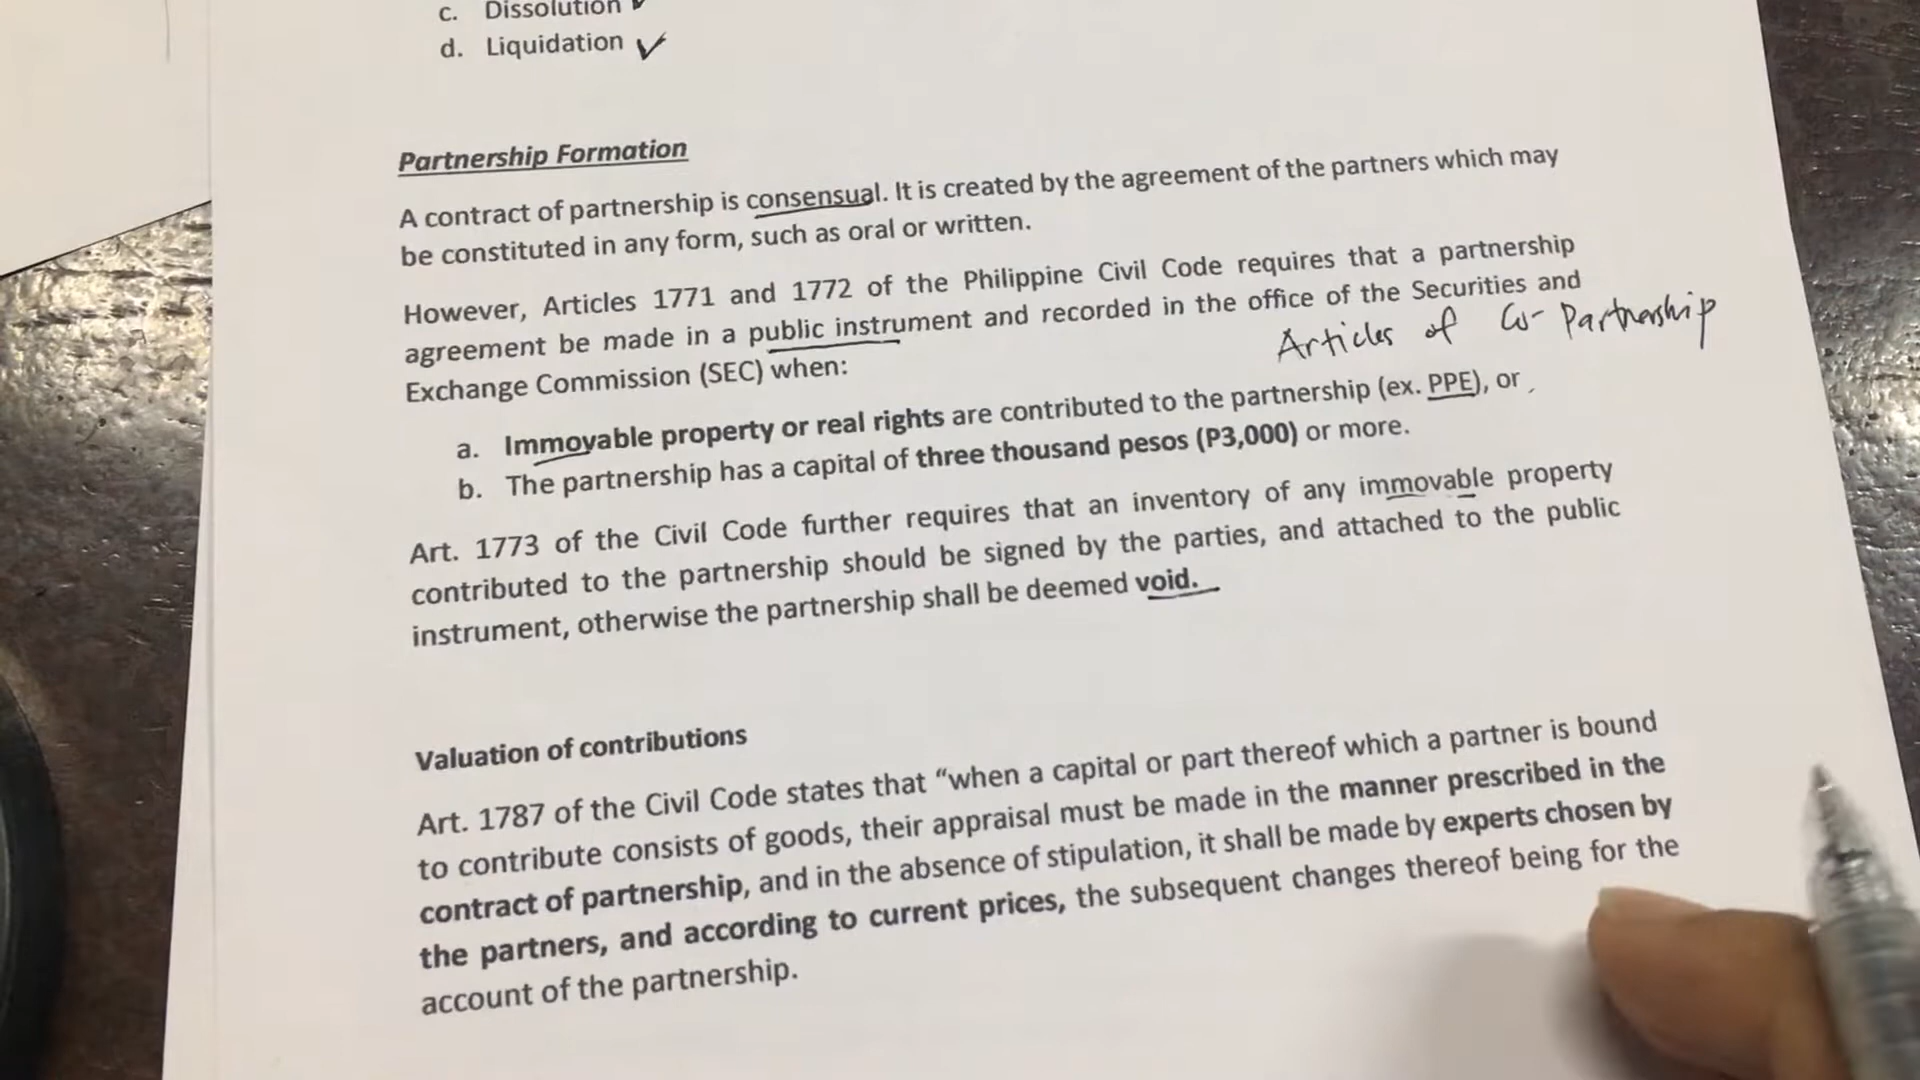 c. Dissolution
d. Liquidation
Partnership Formation
A contract of partnership is consensual. It is created by the agreement of the partners which may
be constituted in any form, such as oral or written.
However, Articles 1771 and 1772 of the Philippine Civil Code requires that a partnership
agreement be made in a public instrument and recorded in the office of the Securities and
Exchange Commission (SEC) when:
Articles of Co-Partnership
a. Immovable property or real rights are contributed to the partnership (ex. PPE), or
b. The partnership has a capital of three thousand pesos (P3,000) or more.
Art. 1773 of the Civil Code further requires that an inventory of any immovable property
contributed to the partnership should be signed by the parties, and attached to the public
instrument, otherwise the partnership shall be deemed void.
Valuation of contributions
Art. 1787 of the Civil Code states that “when a capital or part thereof which a partner is bound
to contribute consists of goods, their appraisal must be made in the manner prescribed in the
contract of partnership, and in the absence of stipulation, it shall be made by experts chosen by
the partners, and according to current prices, the subsequent changes thereof being for the
account of the partnership.